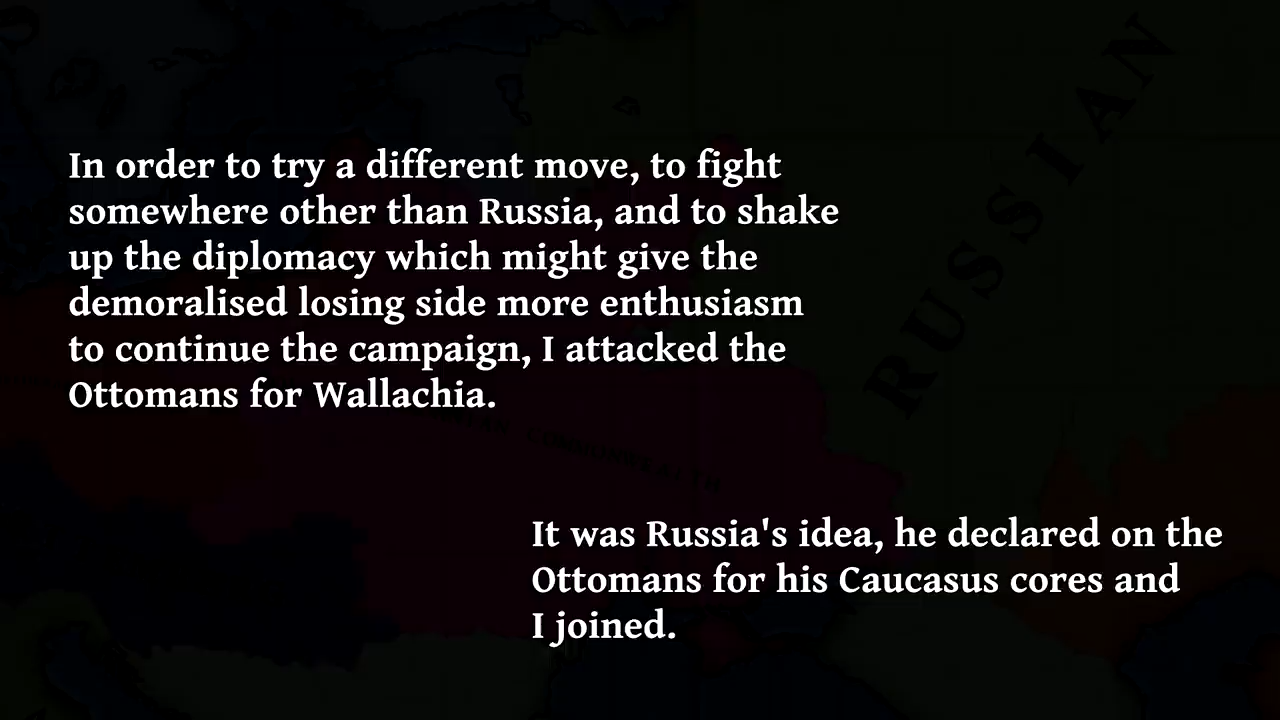 RUSSIAN
In order to try a different move, to fight
somewhere other than Russia, and to shake
up the diplomacy which might give the
demoralised losing side more enthusiasm
to continue the campaign, I attacked the
Ottomans for Wallachia.
COMMONWEALTH
It was Russia's idea, he declared on the
Ottomans for his Caucasus cores and
I joined.